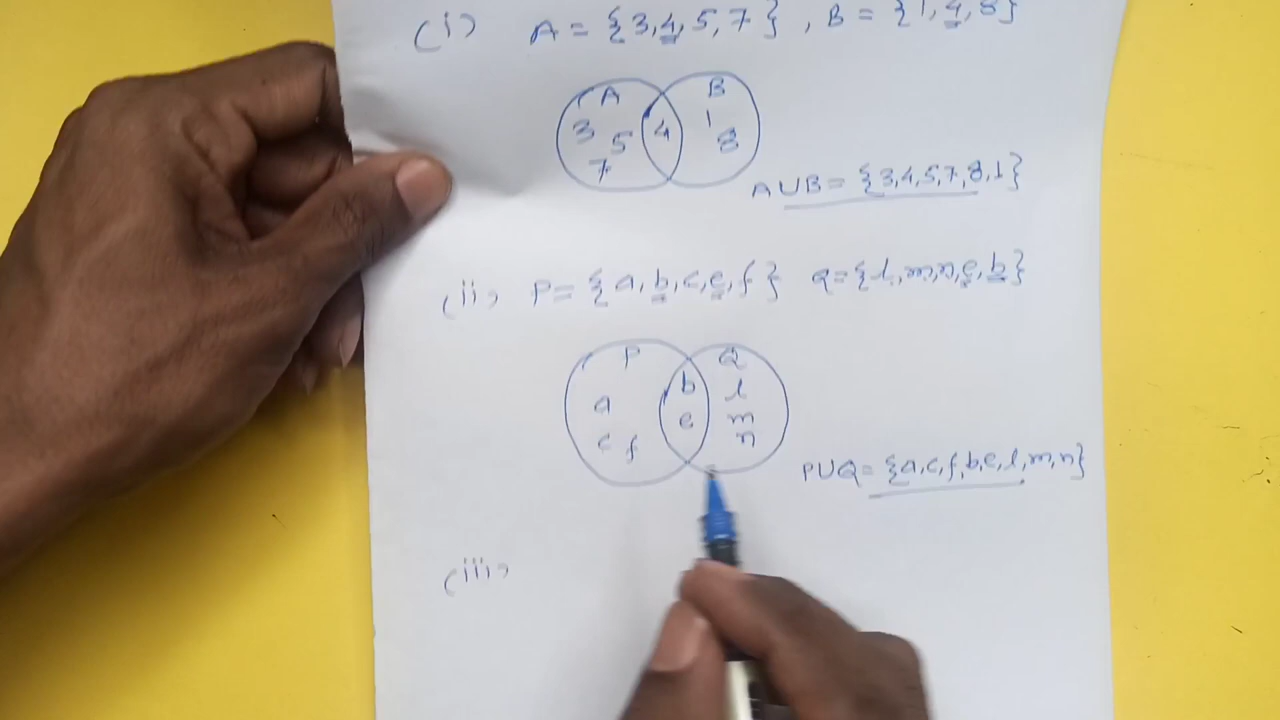 (i) A = {3,4,5,7} , B = {1,4,8}
A B
3 5 4 1 8
7
A∪B = {3,4,5,7,8,1}
(ii) P = {a,b,c,e,f} Q = {l,m,n,e,b}
P Q
b l
a e m
c f n
P∪Q = {a,c,f,b,e,l,m,n}
(iii)